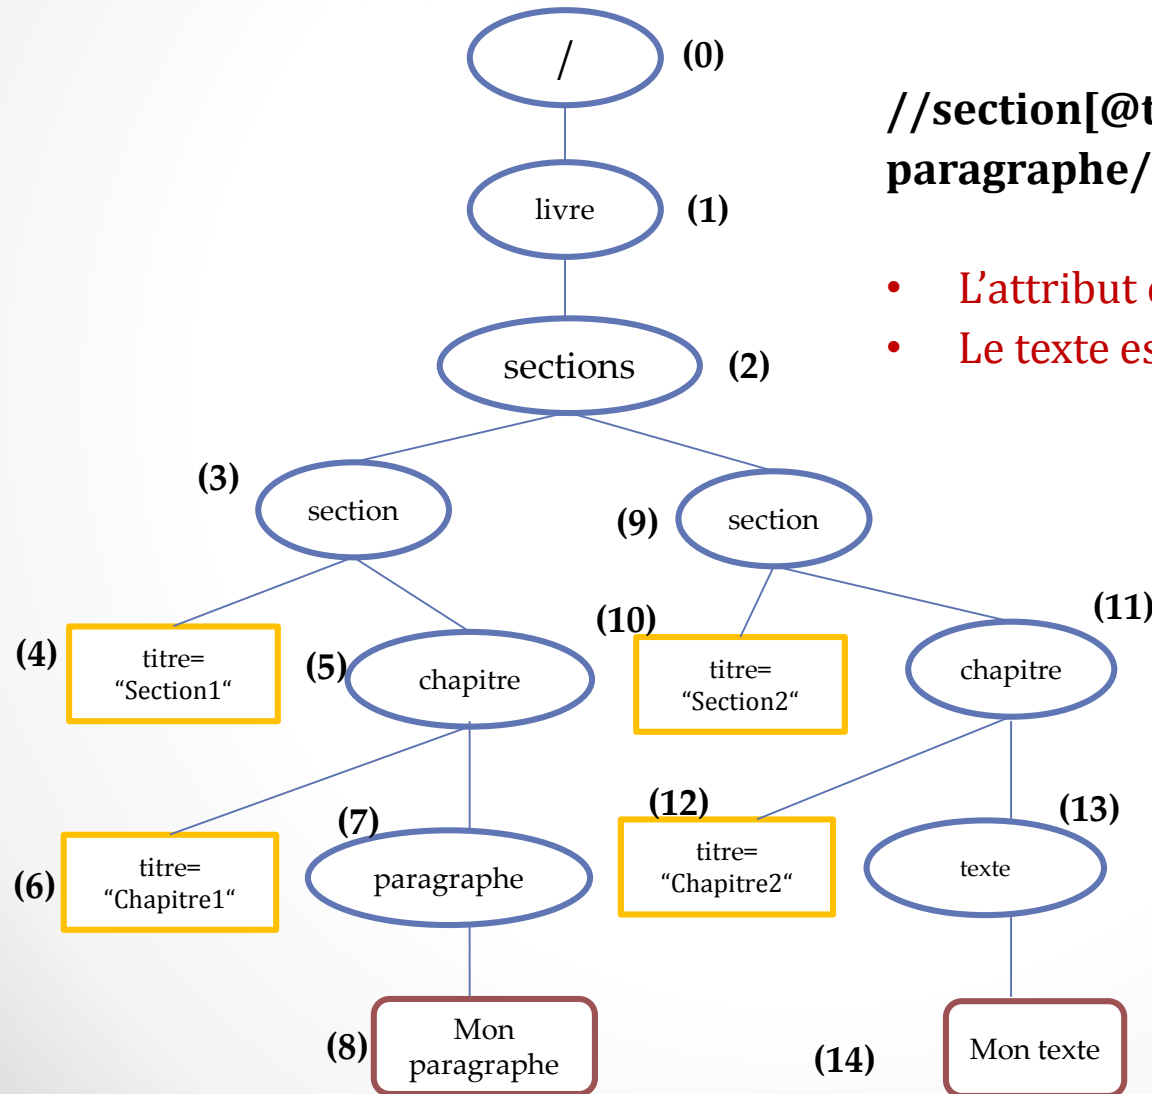 /
(0)
//section[@t
paragraphe/
livre
(1)
• L’attribut
• Le texte es
sections
(2)
(3)
section
(9)
section
(4)
titre=
“Section1“
(5)
chapitre
(10)
titre=
“Section2“
(11)
chapitre
(6)
titre=
“Chapitre1“
(7)
paragraphe
(12)
titre=
“Chapitre2“
(13)
texte
(8)
Mon
paragraphe
(14)
Mon texte